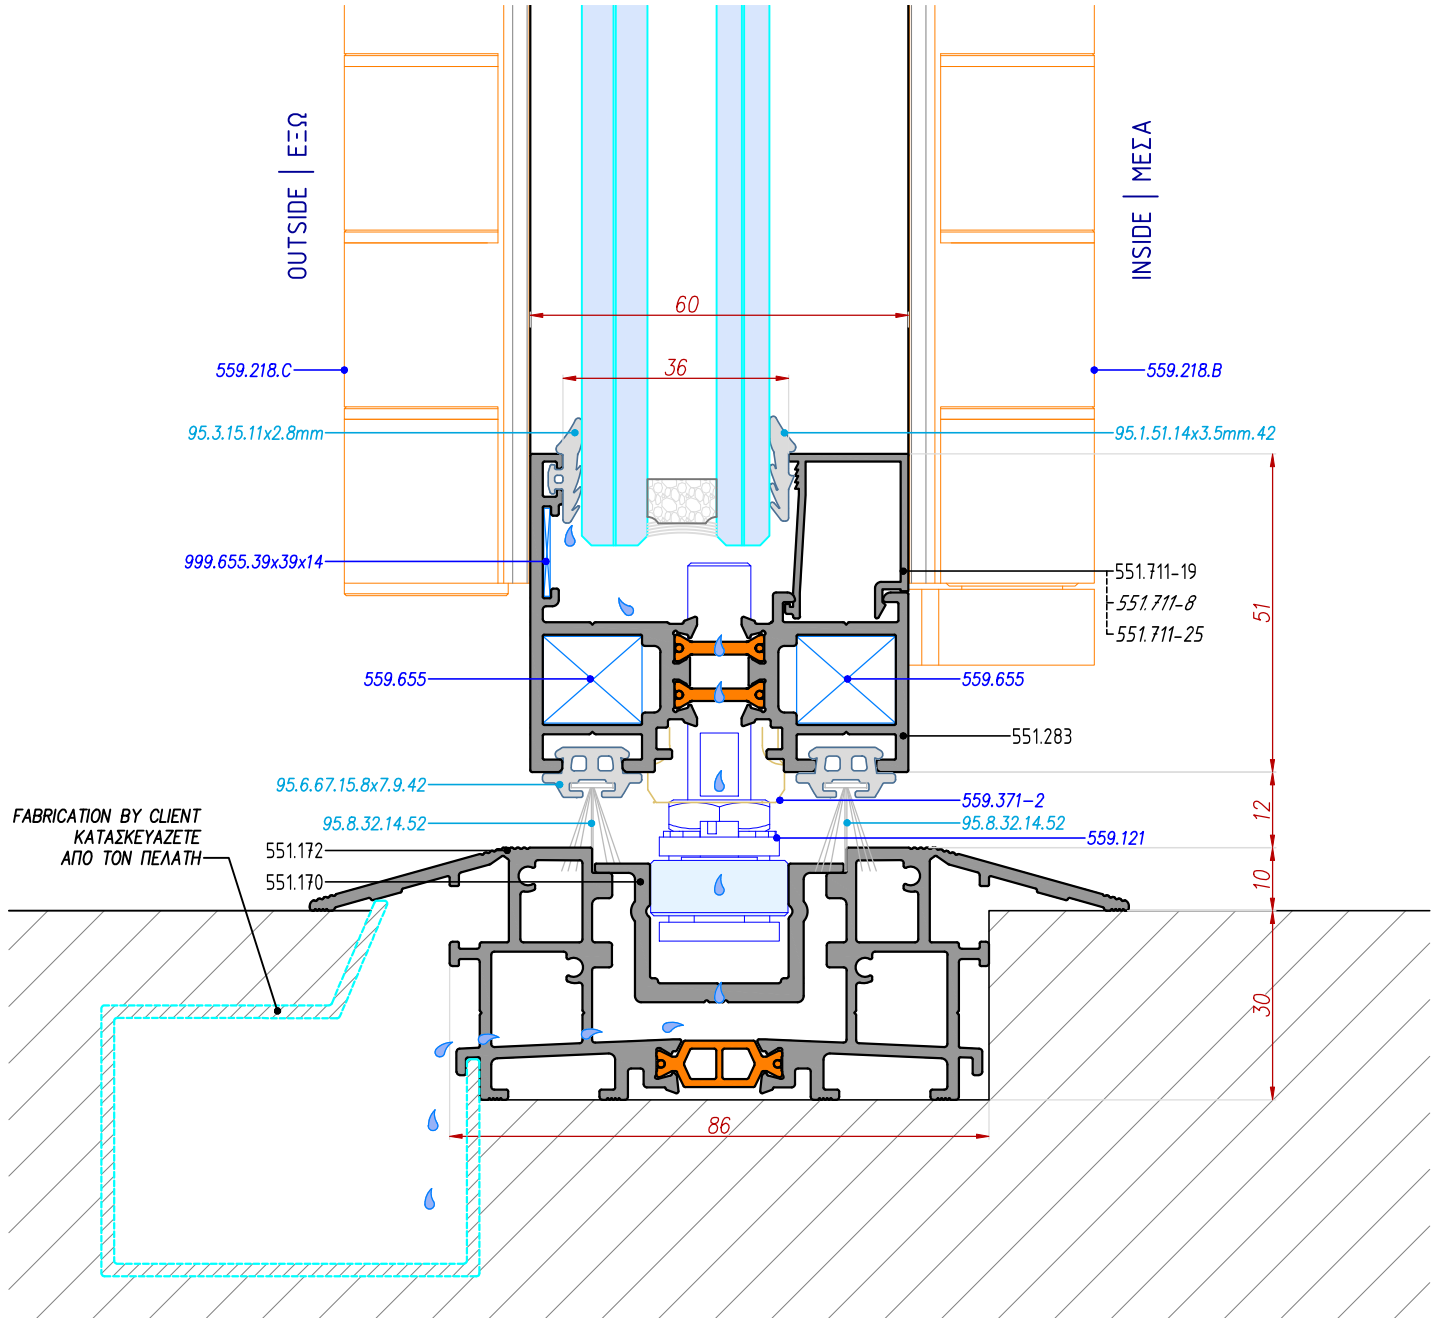 OUTSIDE | ΕΞΩ
INSIDE | ΜΕΣΑ
60
36
559.218.C
559.218.B
95.3.15.11x2.8mm
95.1.51.14x3.5mm.42
999.655.39x39x14
551.711-19
551.711-8
551.711-25
51
559.655
559.655
551.283
95.6.67.15.8x7.9.42
559.371-2
95.8.32.14.52
95.8.32.14.52
559.121
12
FABRICATION BY CLIENT
ΚΑΤΑΣΚΕΥΑΖΕΤΕ
ΑΠΟ ΤΟΝ ΠΕΛΑΤΗ
551.172
551.170
10
30
86